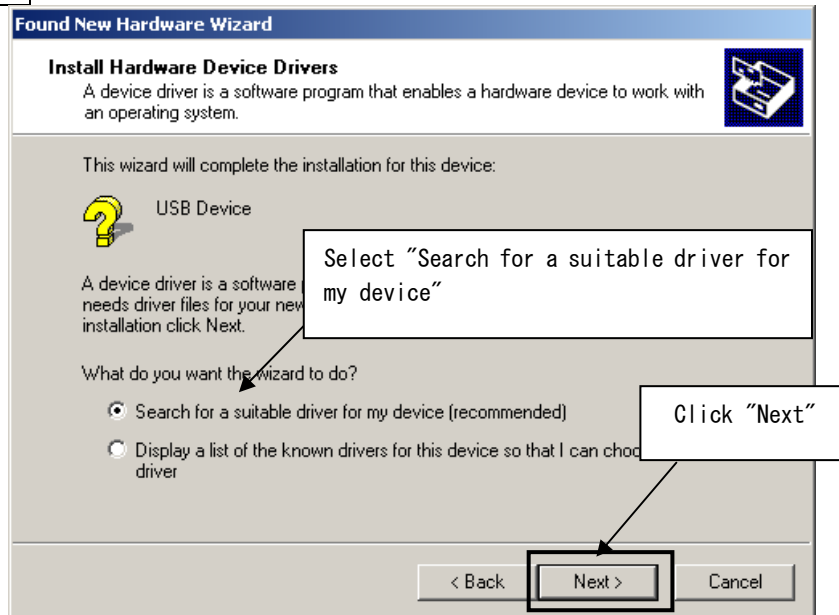 Found New Hardware Wizard
Install Hardware Device Drivers
A device driver is a software program that enables a hardware device to work with
an operating system.
This wizard will complete the installation for this device:
USB Device
Select "Search for a suitable driver for
my device"
A device driver is a software
needs driver files for your new
installation click Next.
What do you want the wizard to do?
Search for a suitable driver for my device (recommended)
Click "Next"
Display a list of the known drivers for this device so that I can
driver
< Back
Next >
Cancel